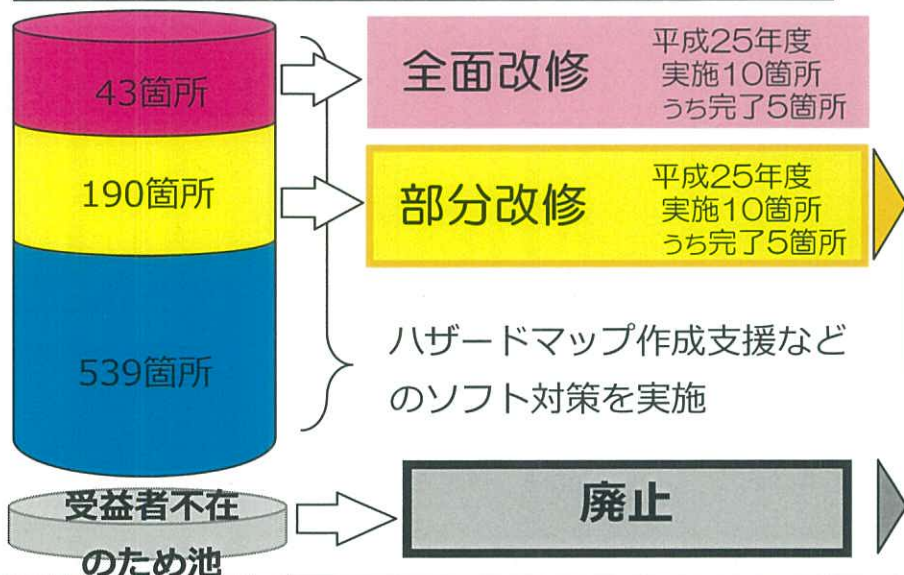 43箇所
全面改修
平成25年度
実施10箇所
うち完了5箇所
190箇所
部分改修
平成25年度
実施10箇所
うち完了5箇所
539箇所
ハザードマップ作成支援など
のソフト対策を実施
受益者不在
のため池
廃止